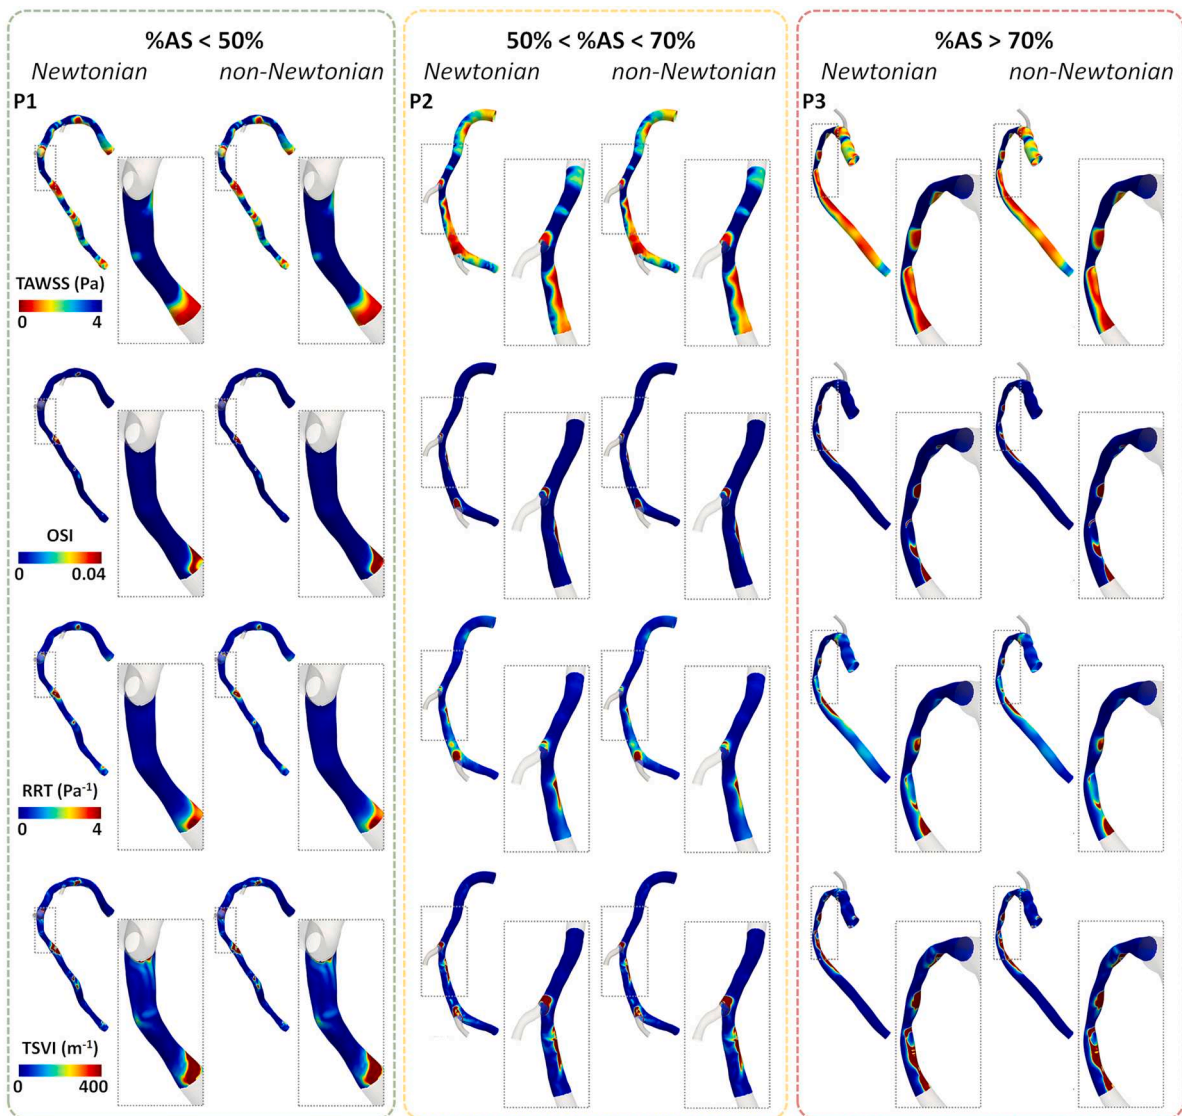 %AS < 50%
Newtonian non-Newtonian
P1
50% < %AS < 70%
Newtonian non-Newtonian
P2
%AS > 70%
Newtonian non-Newtonian
P3
TAWSS (Pa)
0 4
OSI
0 0.04
RRT (Pa⁻¹)
0 4
TSVI (m⁻¹)
0 400